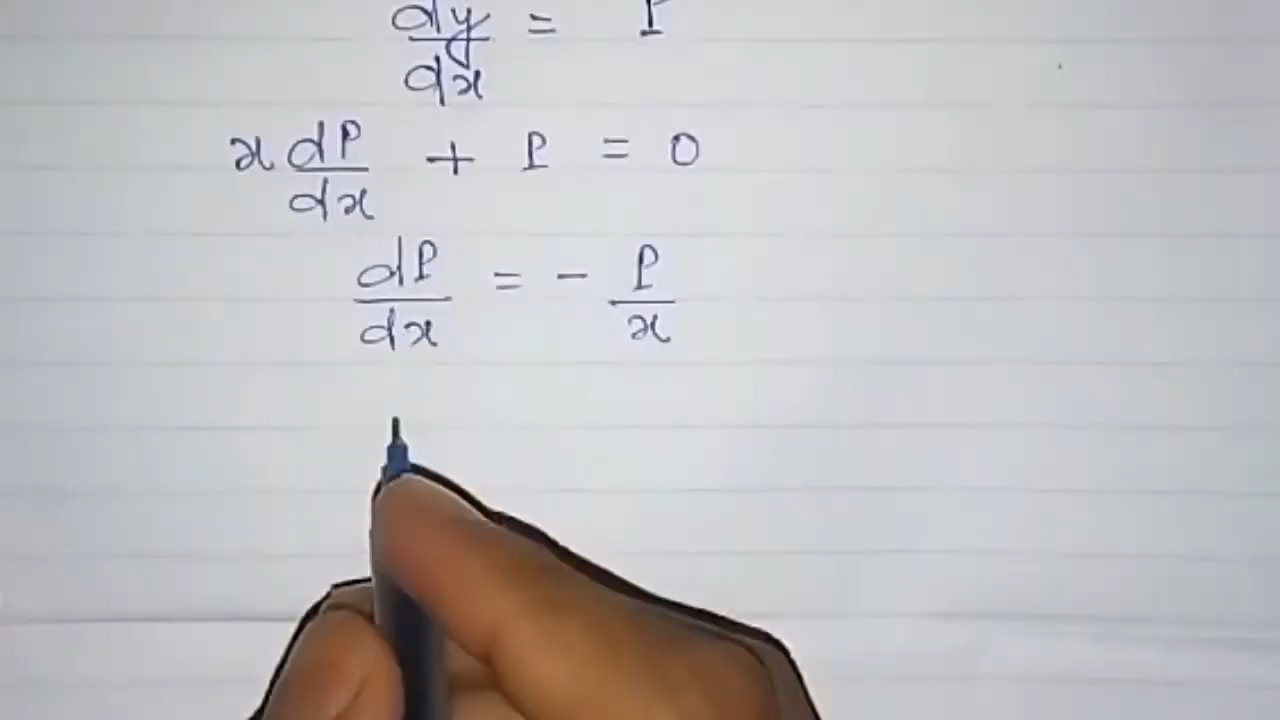 dy/dx = P
x dP/dx + P = 0
dP/dx = - P/x